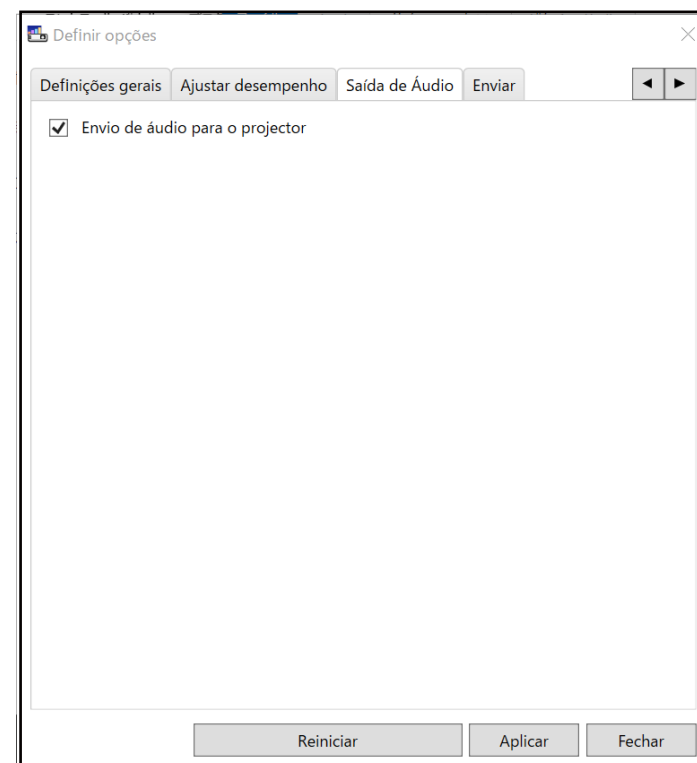 Definir opções
Definições gerais Ajustar desempenho Saída de Áudio Enviar
Envio de áudio para o projector
Reiniciar Aplicar Fechar